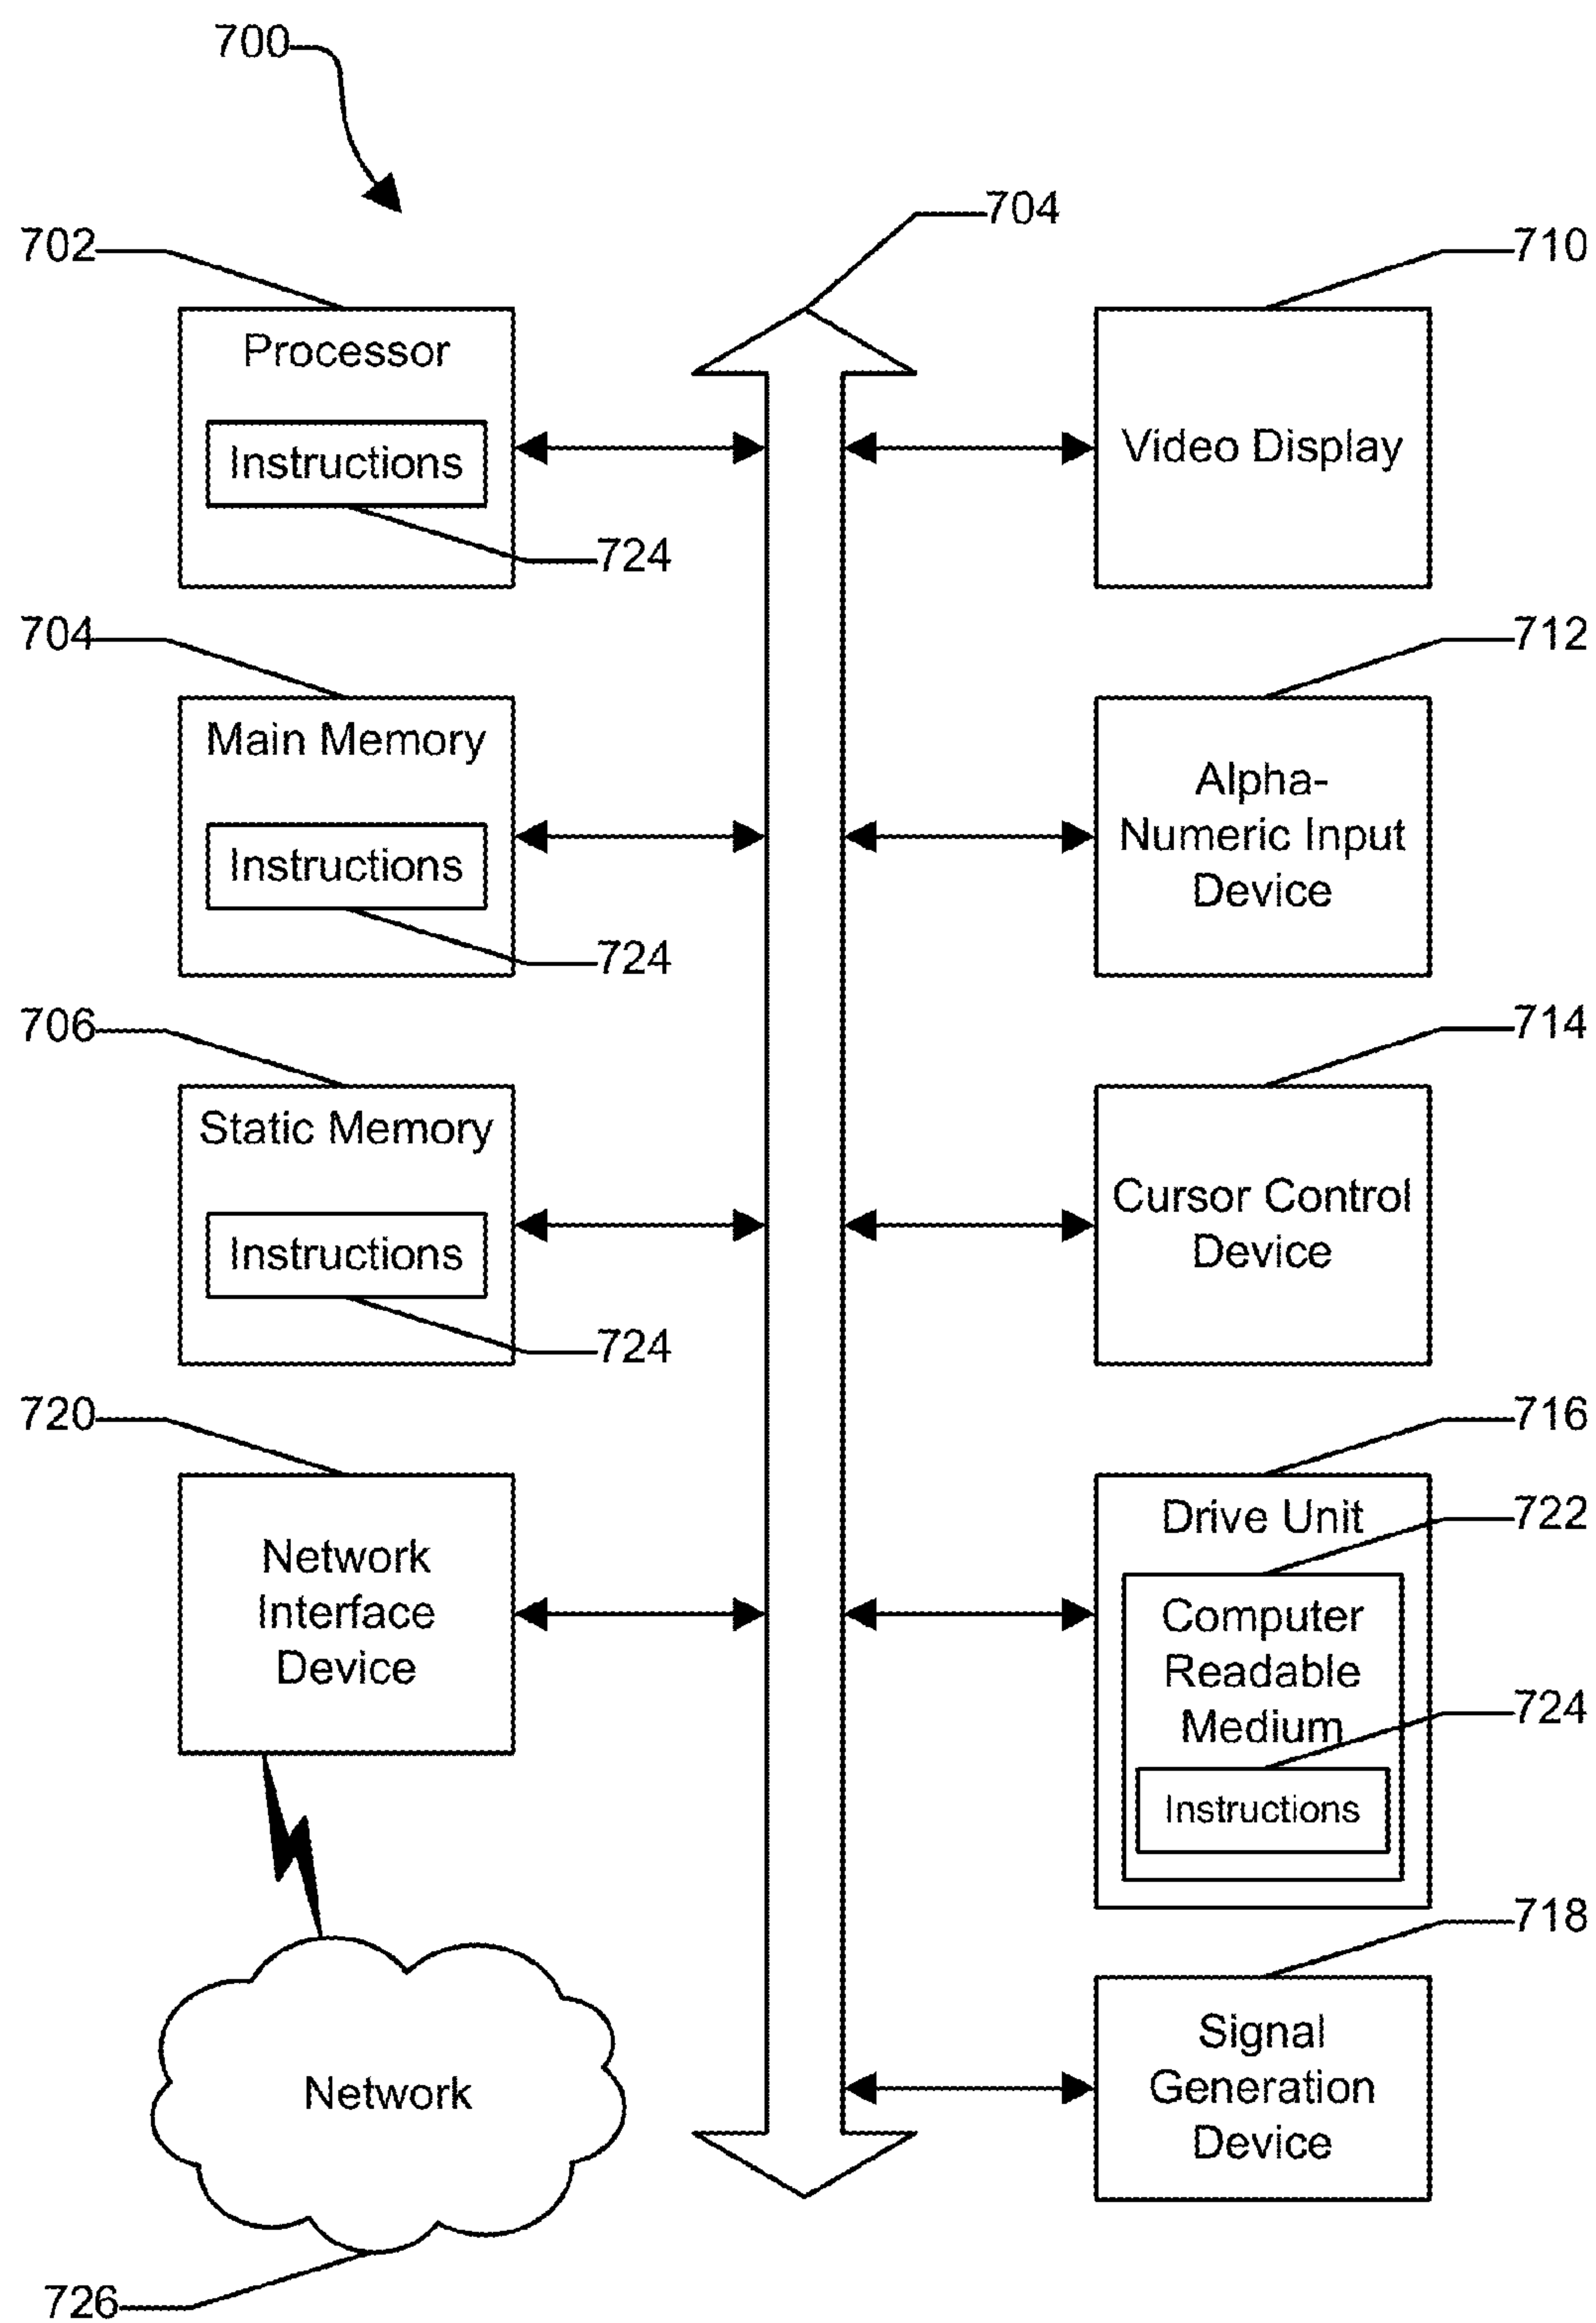 700
704
702
710
Processor
Instructions
724
Video Display
704
712
Main Memory
Instructions
724
Alpha-
Numeric Input
Device
706
714
Static Memory
Instructions
724
Cursor Control
Device
720
716
Network
Interface
Device
Drive Unit
722
Computer
Readable
Medium
724
Instructions
718
Signal
Generation
Device
Network
726